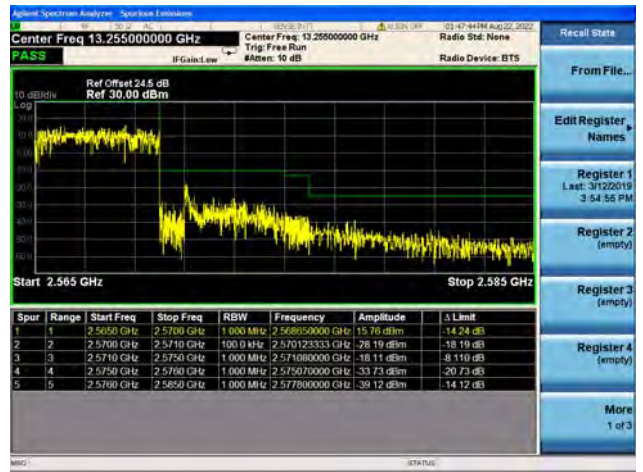 Agilent Spectrum Analyzer Spurious Emissions
RF 50 Ω AC SENSE:INT ALIGN OFF 01:47:44 PM Aug 22, 2022
Center Freq 13.255000000 GHz Center Freq: 13.255000000 GHz Radio Std: None
Trig: Free Run
PASS IFGain:Low #Atten: 10 dB Radio Device: BTS
Ref Offset 24.5 dB
10 dB/div Ref 30.00 dBm
Log
Start 2.565 GHz Stop 2.585 GHz
Spur Range Start Freq Stop Freq RBW Frequency Amplitude Δ Limit
1 1 2.5650 GHz 2.5700 GHz 1.000 MHz 2.568650000 GHz 15.76 dBm -14.24 dB
2 2 2.5700 GHz 2.5710 GHz 100.0 kHz 2.570123333 GHz -28.19 dBm -18.19 dB
3 3 2.5710 GHz 2.5750 GHz 1.000 MHz 2.571080000 GHz -18.11 dBm -8.110 dB
4 4 2.5750 GHz 2.5760 GHz 1.000 MHz 2.575070000 GHz -33.73 dBm -20.73 dB
5 5 2.5760 GHz 2.5850 GHz 1.000 MHz 2.577800000 GHz -39.12 dBm -14.12 dB
MSG STATUS
Recall State
From File...
Edit Register
Names
Register 1
Last: 3/12/2019
3:54:55 PM
Register 2
(empty)
Register 3
(empty)
Register 4
(empty)
More
1 of 3